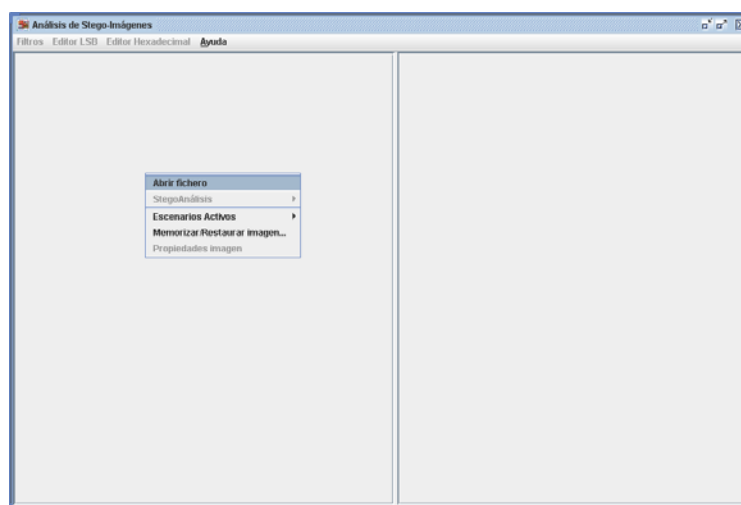 Análisis de Stego-Imágenes
Filtros Editor LSB Editor Hexadecimal Ayuda
Abrir fichero
StegoAnálisis
Escenarios Activos
Memorizar/Restaurar imagen...
Propiedades imagen